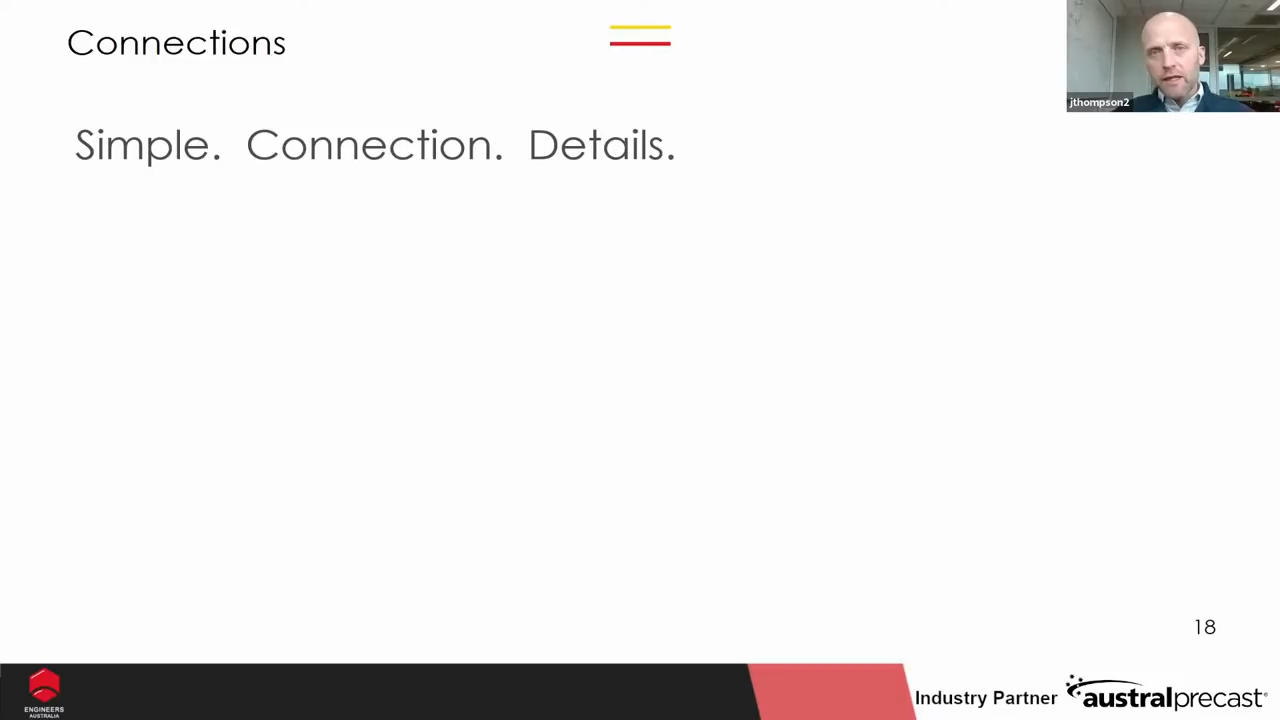 Connections
jthompson2
Simple. Connection. Details.
18
ENGINEERS
AUSTRALIA
Industry Partner
australprecast®